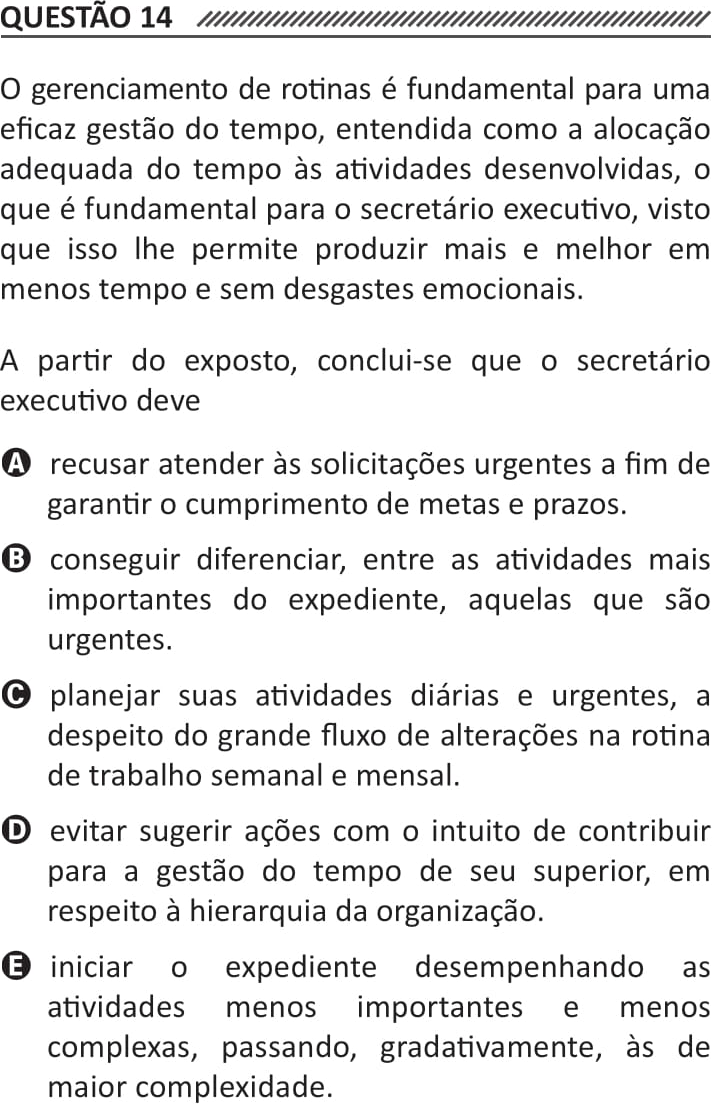 QUESTÃO 14
O gerenciamento de rotinas é fundamental para uma
eficaz gestão do tempo, entendida como a alocação
adequada do tempo às atividades desenvolvidas, o
que é fundamental para o secretário executivo, visto
que isso lhe permite produzir mais e melhor em
menos tempo e sem desgastes emocionais.
A partir do exposto, conclui-se que o secretário
executivo deve
A recusar atender às solicitações urgentes a fim de
garantir o cumprimento de metas e prazos.
B conseguir diferenciar, entre as atividades mais
importantes do expediente, aquelas que são
urgentes.
C planejar suas atividades diárias e urgentes, a
despeito do grande fluxo de alterações na rotina
de trabalho semanal e mensal.
D evitar sugerir ações com o intuito de contribuir
para a gestão do tempo de seu superior, em
respeito à hierarquia da organização.
E iniciar o expediente desempenhando as
atividades menos importantes e menos
complexas, passando, gradativamente, às de
maior complexidade.